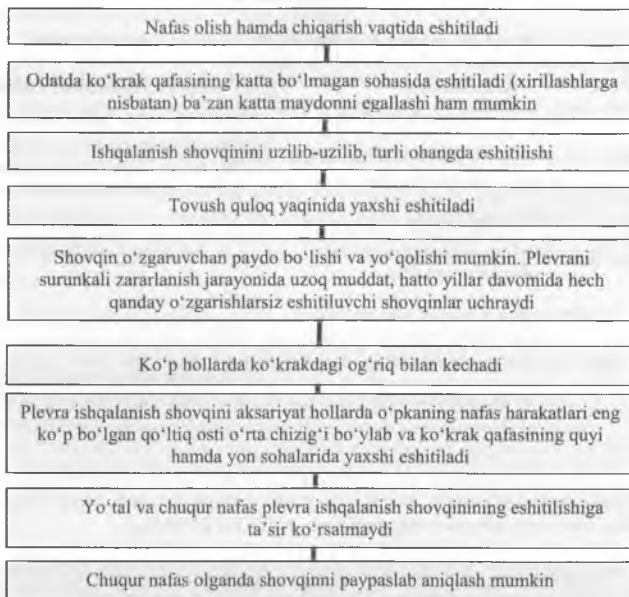 Nafas olish hamda chiqarish vaqtida eshitiladi
Odatda ko‘krak qafasining katta bo‘lmagan sohasida eshitiladi (xirillashlarga
nisbatan) ba’zan katta maydonni egallashi ham mumkin
Ishqalanish shovqinini uzilib-uzilib, turli ohangda eshitilishi
Tovush quloq yaqinida yaxshi eshitiladi
Shovqin o‘zgaruvchan paydo bo‘lishi va yo‘qolishi mumkin. Plevrani
surunkali zararlanish jarayonida uzoq muddat, hatto yillar davomida hech
qanday o‘zgarishlarsiz eshitiluvchi shovqinlar uchraydi
Ko‘p hollarda ko‘krakdagi og‘riq bilan kechadi
Plevra ishqalanish shovqini aksariyat hollarda o‘pkaning nafas harakatlari eng
ko‘p bo‘lgan qo‘ltiq osti o‘rta chizig‘i bo‘ylab va ko‘krak qafasining quyi
hamda yon sohalarida yaxshi eshitiladi
Yo‘tal va chuqur nafas plevra ishqalanish shovqinining eshitilishiga
ta’sir ko‘rsatmaydi
Chuqur nafas olganda shovqinni paypaslab aniqlash mumkin